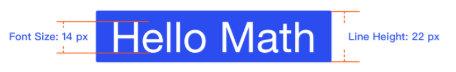 Font Size: 14 px
Hello Math
Line Height: 22 px